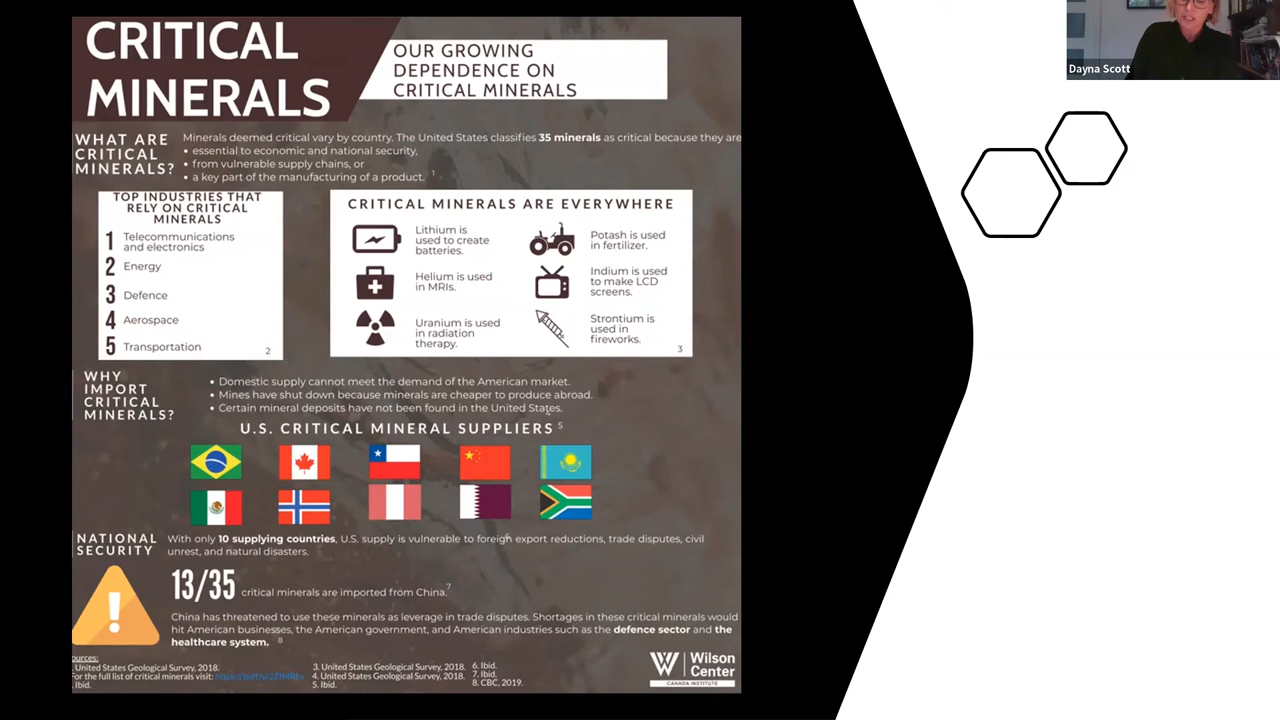 CRITICAL
MINERALS
OUR GROWING
DEPENDENCE ON
CRITICAL MINERALS
Dayna Scott
WHAT ARE
CRITICAL
MINERALS?
Minerals deemed critical vary by country. The United States classifies 35 minerals as critical because they are
• essential to economic and national security,
• from vulnerable supply chains, or
• a key part of the manufacturing of a product. 1
TOP INDUSTRIES THAT
RELY ON CRITICAL
MINERALS
1 Telecommunications
and electronics
2 Energy
3 Defence
4 Aerospace
5 Transportation
2
CRITICAL MINERALS ARE EVERYWHERE
Lithium is
used to create
batteries.
Potash is used
in fertilizer.
Helium is used
in MRIs.
Indium is used
to make LCD
screens.
Uranium is used
in radiation
therapy.
Strontium is
used in
fireworks.
3
WHY
IMPORT
CRITICAL
MINERALS?
• Domestic supply cannot meet the demand of the American market.
• Mines have shut down because minerals are cheaper to produce abroad.
• Certain mineral deposits have not been found in the United States.
4
U.S. CRITICAL MINERAL SUPPLIERS 5
NATIONAL
SECURITY
With only 10 supplying countries, U.S. supply is vulnerable to foreign export reductions, trade disputes, civil
unrest, and natural disasters.
6
13/35 critical minerals are imported from China. 7
China has threatened to use these minerals as leverage in trade disputes. Shortages in these critical minerals would
hit American businesses, the American government, and American industries such as the defence sector and the
healthcare system. 8
ources:
. United States Geological Survey, 2018.
For the full list of critical minerals visit:
. Ibid.
3. United States Geological Survey, 2018.
4. United States Geological Survey, 2018.
5. Ibid.
6. Ibid.
7. Ibid.
8. CBC, 2019.
Wilson
Center
CANADA INSTITUTE